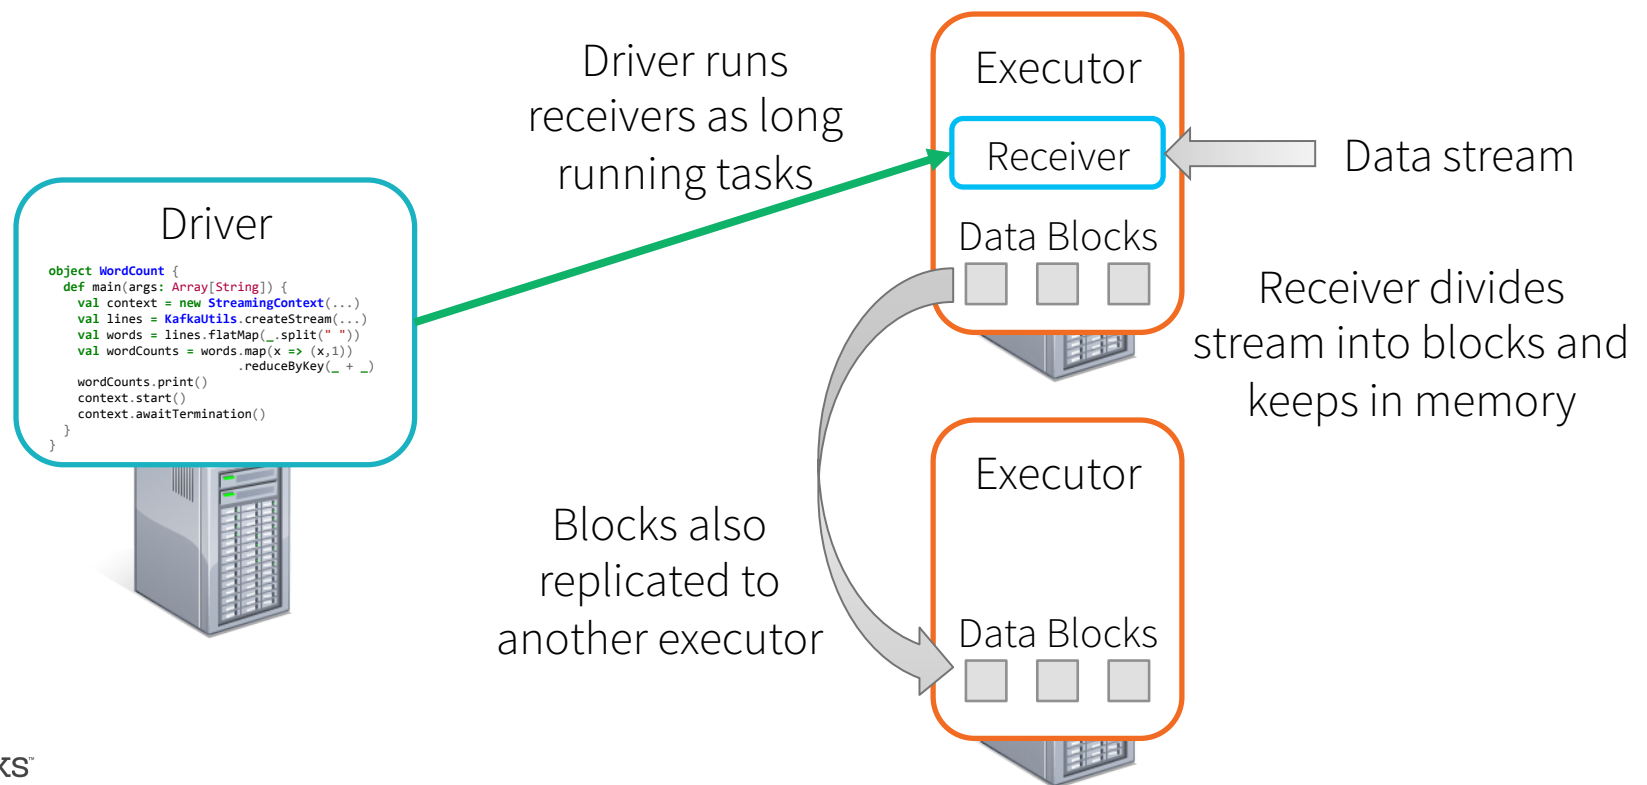 Driver
object WordCount {
def main(args: Array[String]) {
val context = new StreamingContext(...)
val lines = KafkaUtils.createStream(...)
val words = lines.flatMap(_.split(" "))
val wordCounts = words.map(x => (x,1))
.reduceByKey(_ + _)
wordCounts.print()
context.start()
context.awaitTermination()
}
}
Driver runs
receivers as long
running tasks
Executor
Receiver
Data Blocks
Data stream
Receiver divides
stream into blocks and
keeps in memory
Blocks also
replicated to
another executor
Executor
Data Blocks